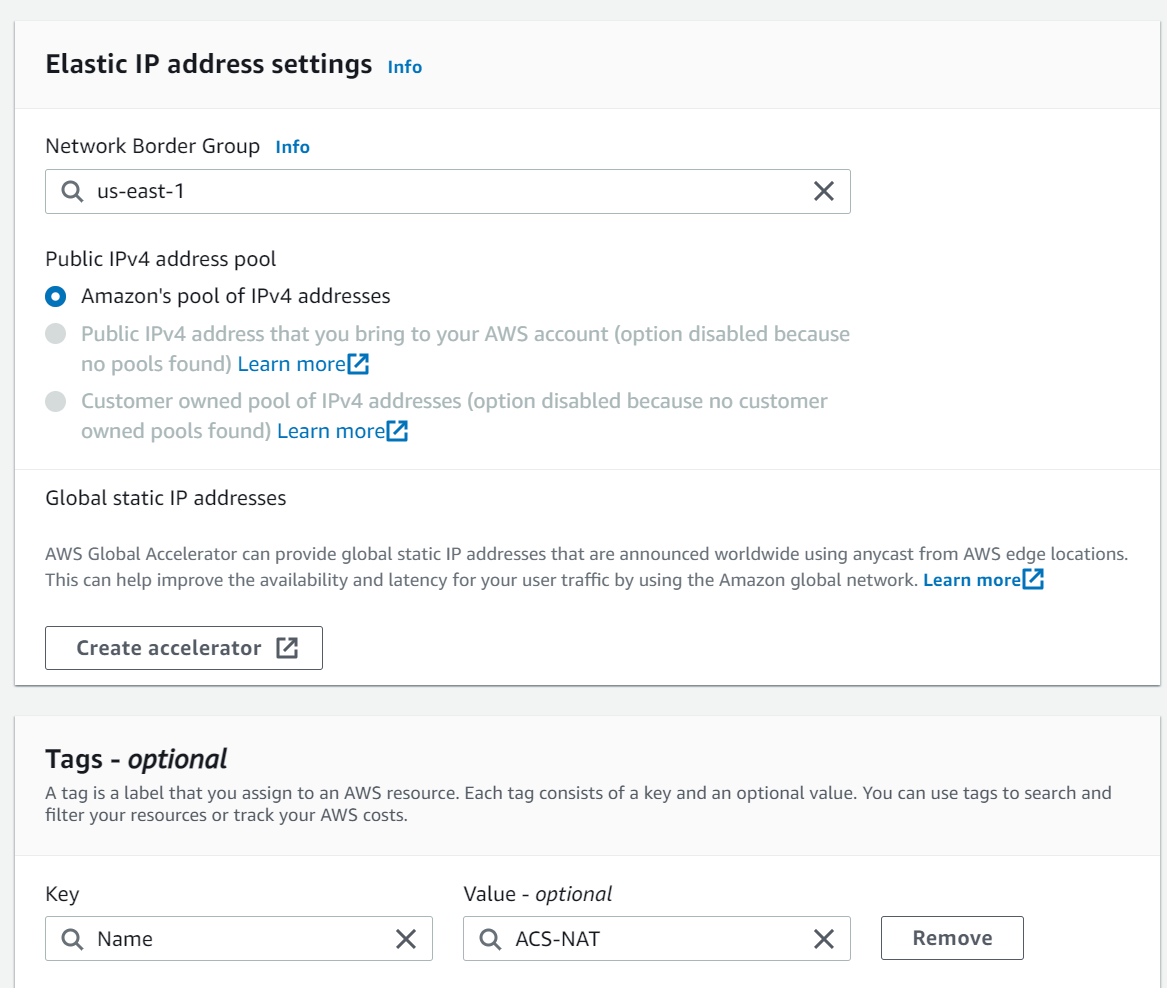 Elastic IP address settings Info
Network Border Group Info
us-east-1
Public IPv4 address pool
Amazon's pool of IPv4 addresses
Public IPv4 address that you bring to your AWS account (option disabled because
no pools found) Learn more
Customer owned pool of IPv4 addresses (option disabled because no customer
owned pools found) Learn more
Global static IP addresses
AWS Global Accelerator can provide global static IP addresses that are announced worldwide using anycast from AWS edge locations.
This can help improve the availability and latency for your user traffic by using the Amazon global network. Learn more
Create accelerator
Tags - optional
A tag is a label that you assign to an AWS resource. Each tag consists of a key and an optional value. You can use tags to search and
filter your resources or track your AWS costs.
Key Value - optional
Name ACS-NAT Remove